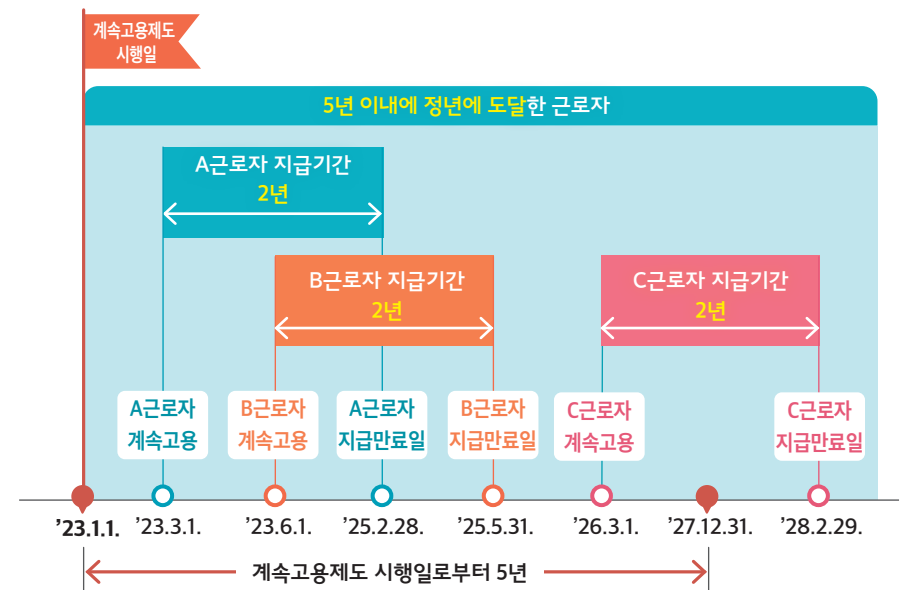 계속고용제도
시행일
5년 이내에 정년에 도달한 근로자
A근로자 지급기간
2년
B근로자 지급기간
2년
C근로자 지급기간
2년
A근로자
계속고용
B근로자
계속고용
A근로자
지급만료일
B근로자
지급만료일
C근로자
계속고용
C근로자
지급만료일
’23.1.1.
’23.3.1.
’23.6.1.
’25.2.28.
’25.5.31.
’26.3.1.
’27.12.31.
’28.2.29.
계속고용제도 시행일로부터 5년